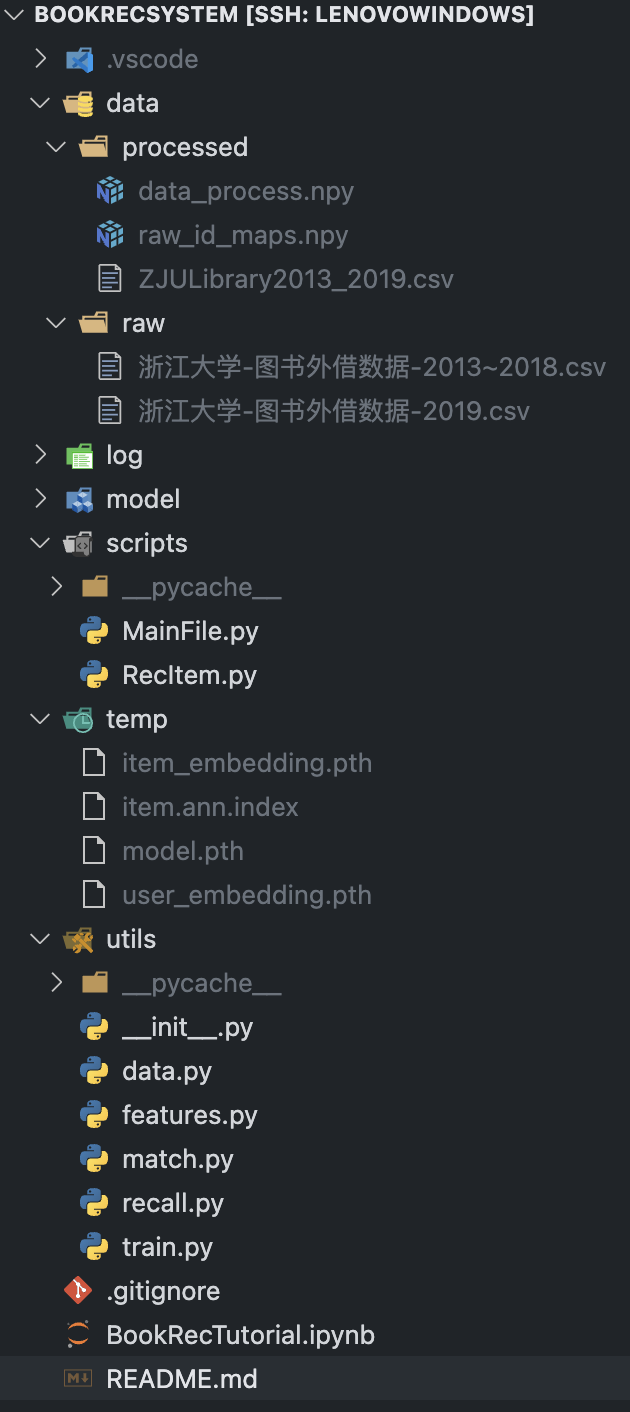 BOOKRECSYSTEM [SSH: LENOVOWINDOWS]
.vscode
data
processed
data_process.npy
raw_id_maps.npy
ZJULibrary2013_2019.csv
raw
浙江大学-图书外借数据-2013~2018.csv
浙江大学-图书外借数据-2019.csv
log
model
scripts
__pycache__
MainFile.py
RecItem.py
temp
item_embedding.pth
item.ann.index
model.pth
user_embedding.pth
utils
__pycache__
__init__.py
data.py
features.py
match.py
recall.py
train.py
.gitignore
BookRecTutorial.ipynb
README.md